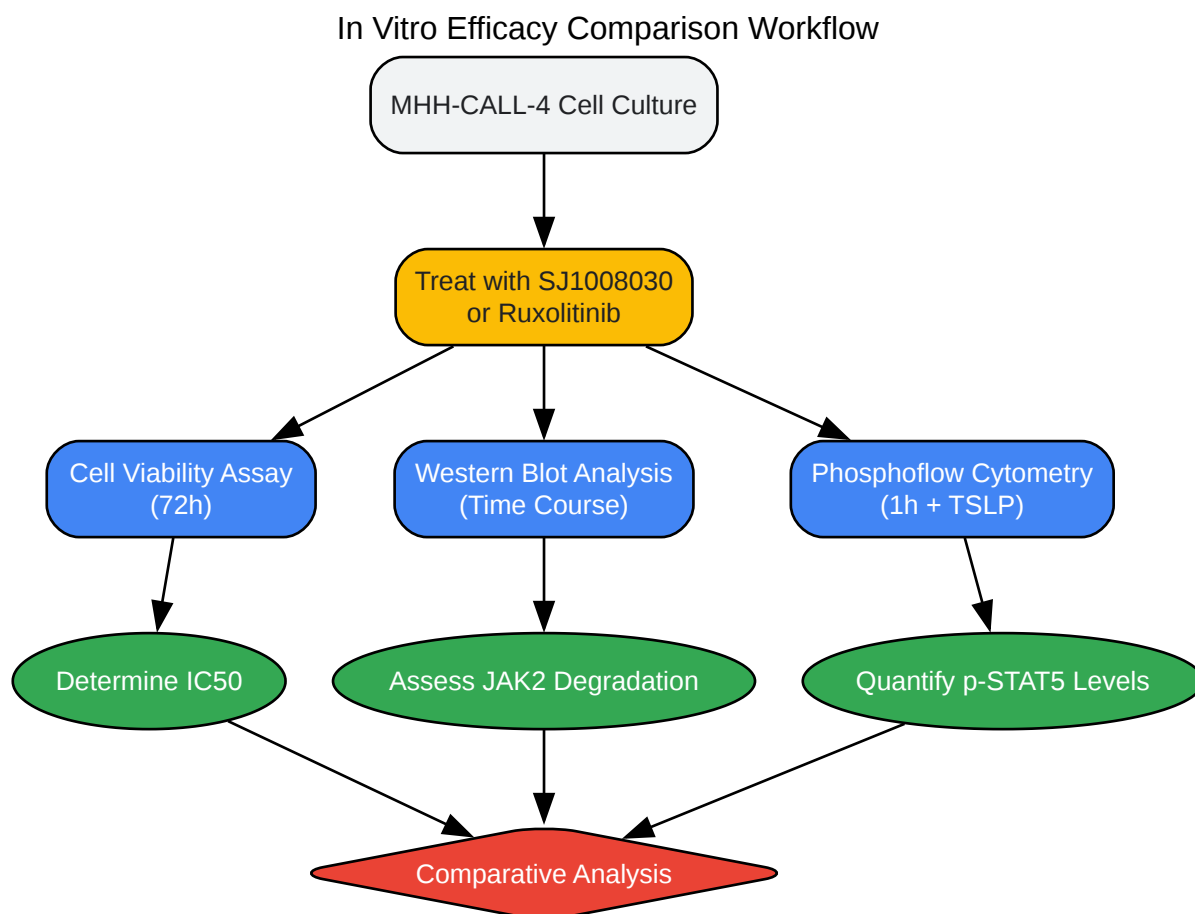 In Vitro Efficacy Comparison Workflow
MHH-CALL-4 Cell Culture
Treat with SJ1008030
or Ruxolitinib
Cell Viability Assay
(72h)
Western Blot Analysis
(Time Course)
Phosphoflow Cytometry
(1h + TSLP)
Determine IC50
Assess JAK2 Degradation
Quantify p-STAT5 Levels
Comparative Analysis